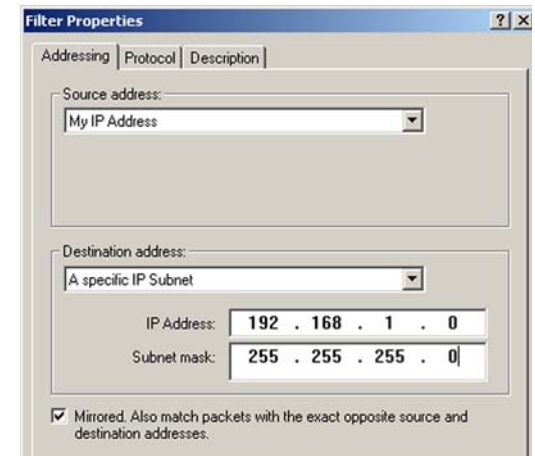 Filter Properties
Addressing Protocol Description
Source address:
My IP Address
Destination address:
A specific IP Subnet
IP Address: 192 . 168 . 1 . 0
Subnet mask: 255 . 255 . 255 . 0
Mirrored. Also match packets with the exact opposite source and
destination addresses.